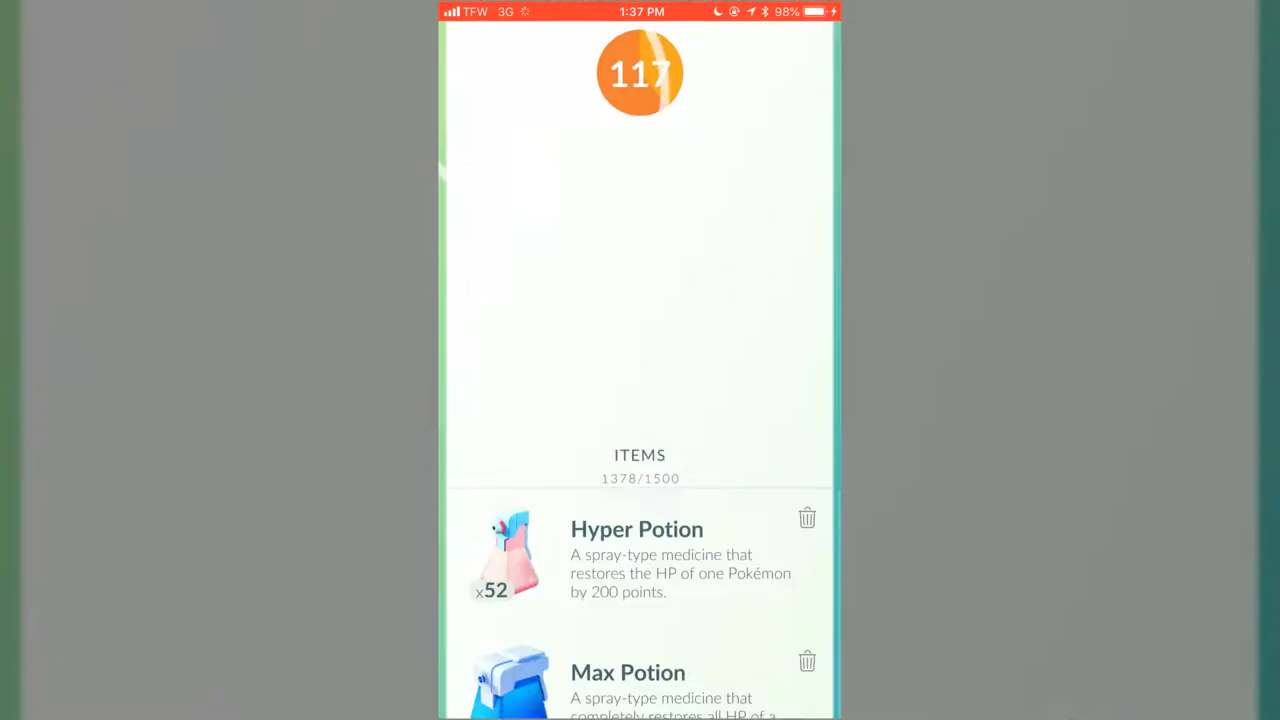 TFW 3G 1:37 PM 98%
117
ITEMS
1378/1500
Hyper Potion
A spray-type medicine that
restores the HP of one Pokémon
by 200 points.
x52
Max Potion
A spray-type medicine that
completely restores all HP of a